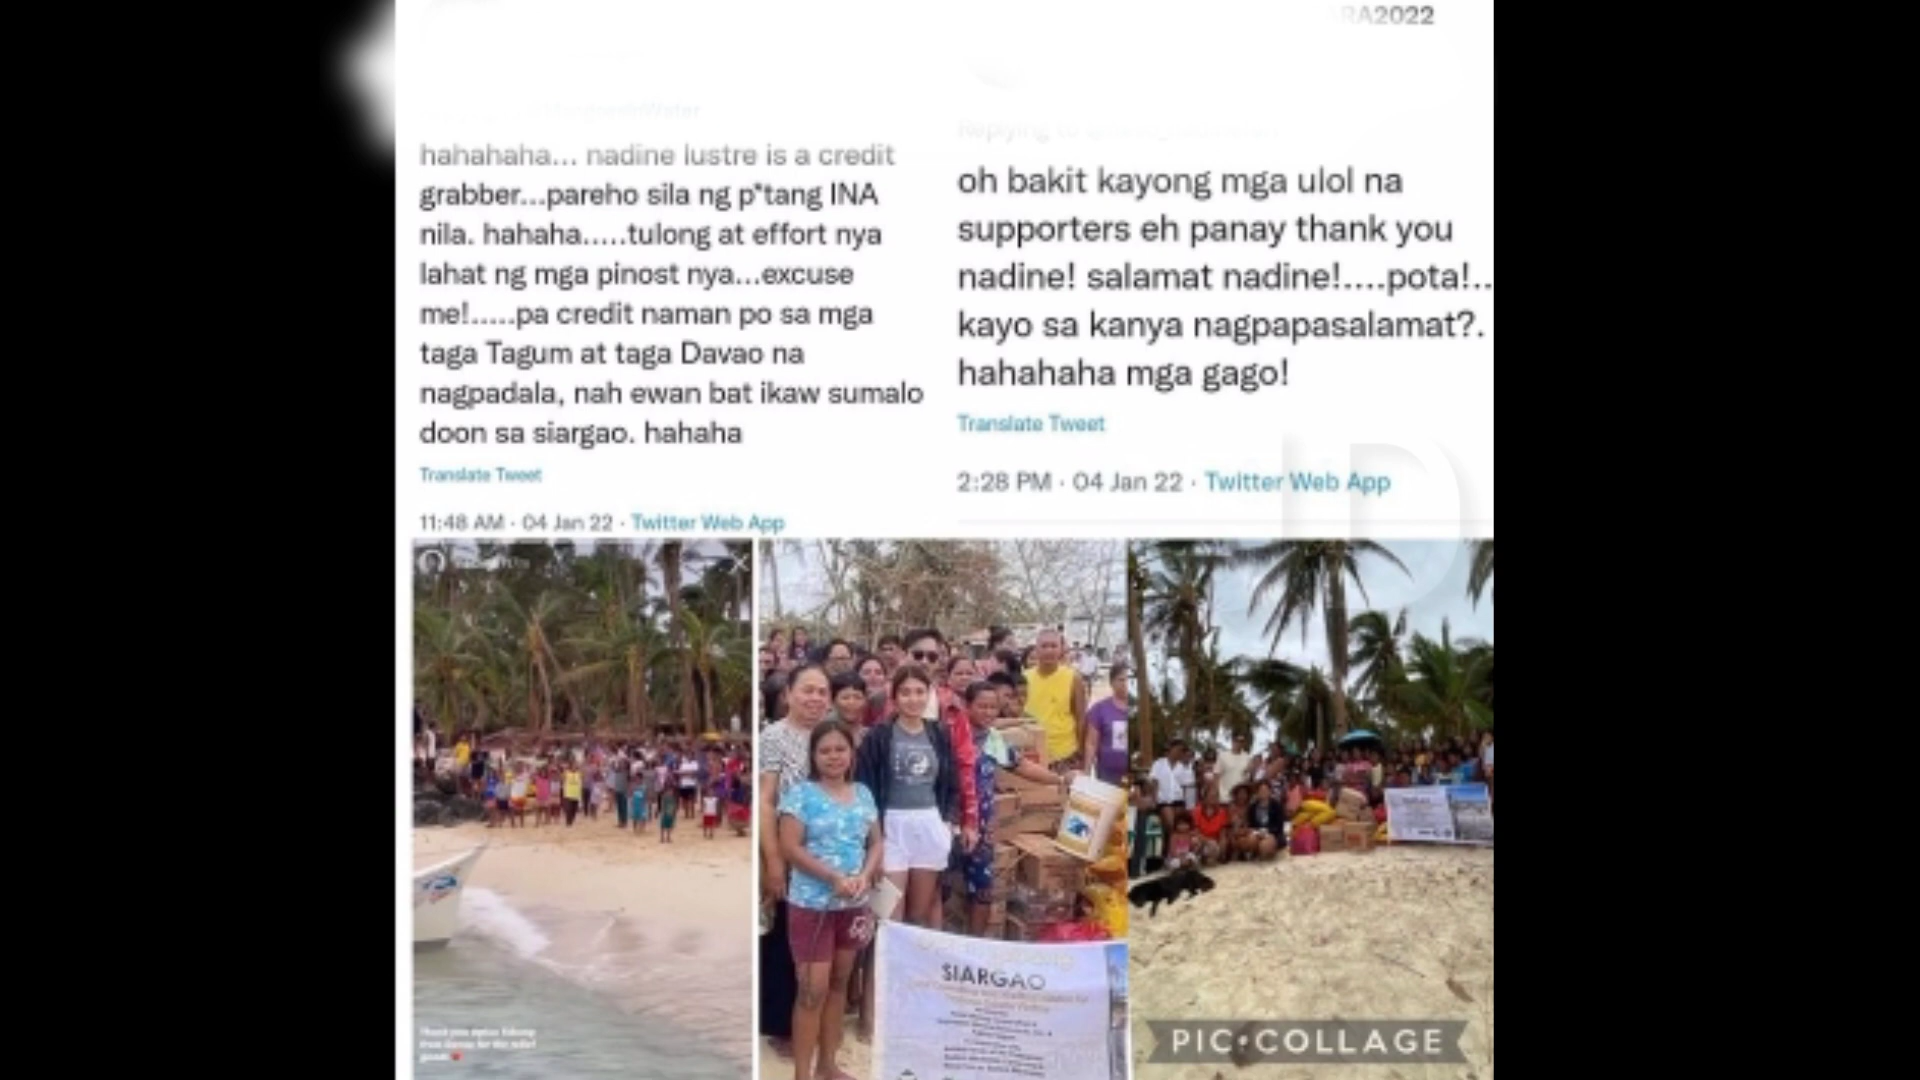 RA2022
hahahaha... nadine lustre is a credit
grabber...pareho sila ng p*tang INA
nila. hahaha.....tulong at effort nya
lahat ng mga pinost nya...excuse
me!.....pa credit naman po sa mga
taga Tagum at taga Davao na
nagpadala, nah ewan bat ikaw sumalo
doon sa siargao. hahaha
Translate Tweet
11:48 AM · 04 Jan 22 · Twitter Web App
Replying to
oh bakit kayong mga ulol na
supporters eh panay thank you
nadine! salamat nadine!....pota!..
kayo sa kanya nagpapasalamat?.
hahahaha mga gago!
Translate Tweet
2:28 PM · 04 Jan 22 · Twitter Web App
SIARGAO
PIC•COLLAGE